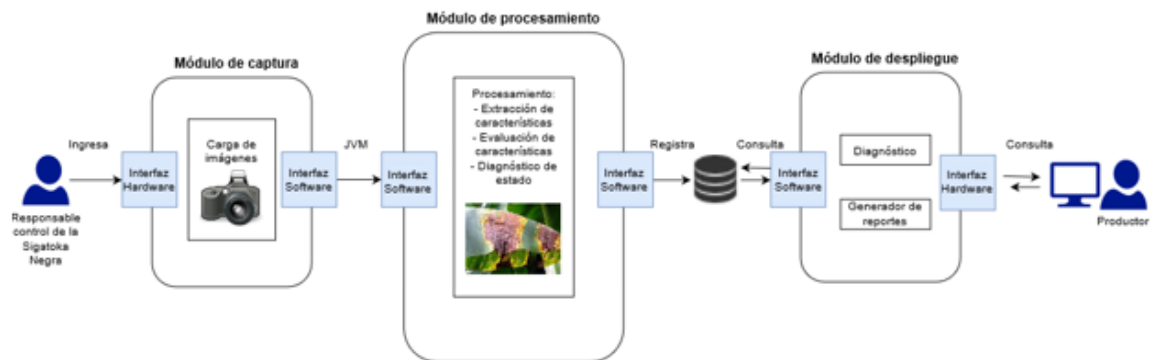 Módulo de procesamiento
Módulo de captura
Módulo de despliegue
Ingresa
Responsable
control de la
Sigatoka
Negra
Interfaz
Hardware
Carga de
imágenes
Interfaz
Software
JVM
Interfaz
Software
Procesamiento:
- Extracción de
características
- Evaluación de
características
- Diagnóstico de
estado
Interfaz
Software
Registra
Consulta
Interfaz
Software
Diagnóstico
Generador de
reportes
Interfaz
Hardware
Consulta
Productor